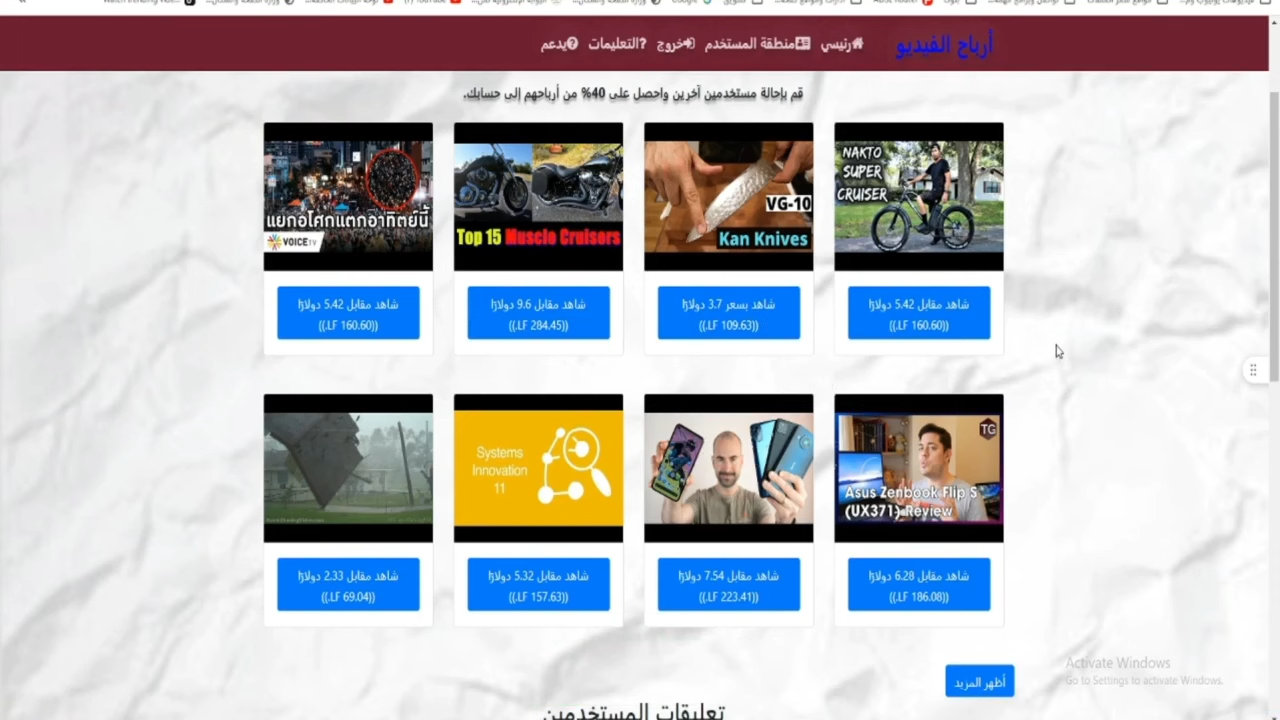 أرباح الفيديو
رئيسي
منطقة المستخدم
خروج
التعليمات
يدعم
قم بإحالة مستخدمين آخرين واحصل على 40% من أرباحهم إلى حسابك.
NAKTO
SUPER
CRUISER
شاهد مقابل 5.42 دولارًا
((160.60 LF.))
VG-10
Kan Knives
شاهد بسعر 3.7 دولارًا
((109.63 LF.))
Top 15 Muscle Cruisors
شاهد مقابل 9.6 دولارًا
((284.45 LF.))
แยกอโศกแตกอาทิตย์นี้
VOICE TV
شاهد مقابل 5.42 دولارًا
((160.60 LF.))
TG
Asus Zenbook Flip S
(UX371) Review
شاهد مقابل 6.28 دولارًا
((186.08 LF.))
شاهد مقابل 7.54 دولارًا
((223.41 LF.))
Systems
Innovation
11
شاهد مقابل 5.32 دولارًا
((157.63 LF.))
شاهد مقابل 2.33 دولارًا
((69.04 LF.))
أظهر المزيد
Activate Windows
Go to Settings to activate Windows.
تعليقات المستخدمين